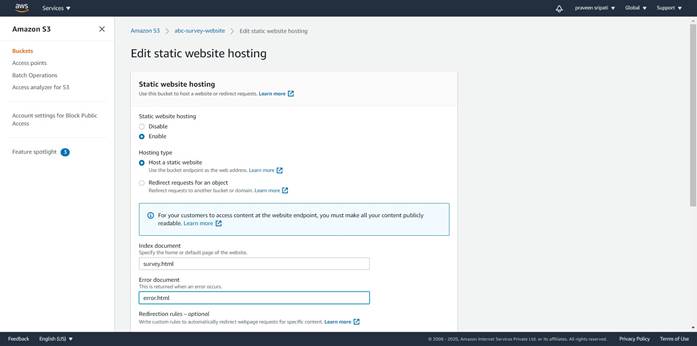 aws Services praveen sripati Global Support
Amazon S3
Amazon S3 > abc-survey-website > Edit static website hosting
Buckets
Access points
Batch Operations
Access analyzer for S3
Account settings for Block Public
Access
Feature spotlight 3
Edit static website hosting
Static website hosting
Use this bucket to host a website or redirect requests. Learn more
Static website hosting
Disable
Enable
Hosting type
Host a static website
Use the bucket endpoint as the web address. Learn more
Redirect requests for an object
Redirect requests to another bucket or domain. Learn more
For your customers to access content at the website endpoint, you must make all your content publicly
readable. Learn more
Index document
Specify the home or default page of the website.
survey.html
Error document
This is returned when an error occurs.
error.html
Redirection rules – optional
Write custom rules to automatically redirect webpage requests for specific content. Learn more
Feedback English (US) © 2008 - 2020, Amazon Internet Services Private Ltd. or its affiliates. All rights reserved. Privacy Policy Terms of Use